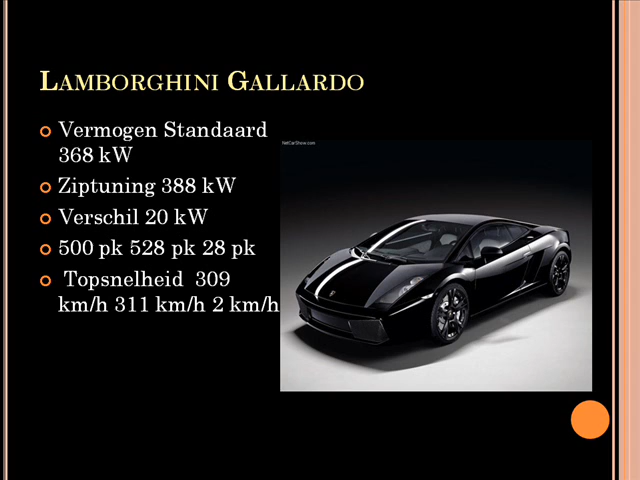 LAMBORGHINI GALLARDO
Vermogen Standaard
368 kW
Ziptuning 388 kW
Verschil 20 kW
500 pk 528 pk 28 pk
Topsnelheid 309
km/h 311 km/h 2 km/h
NetCarShow.com